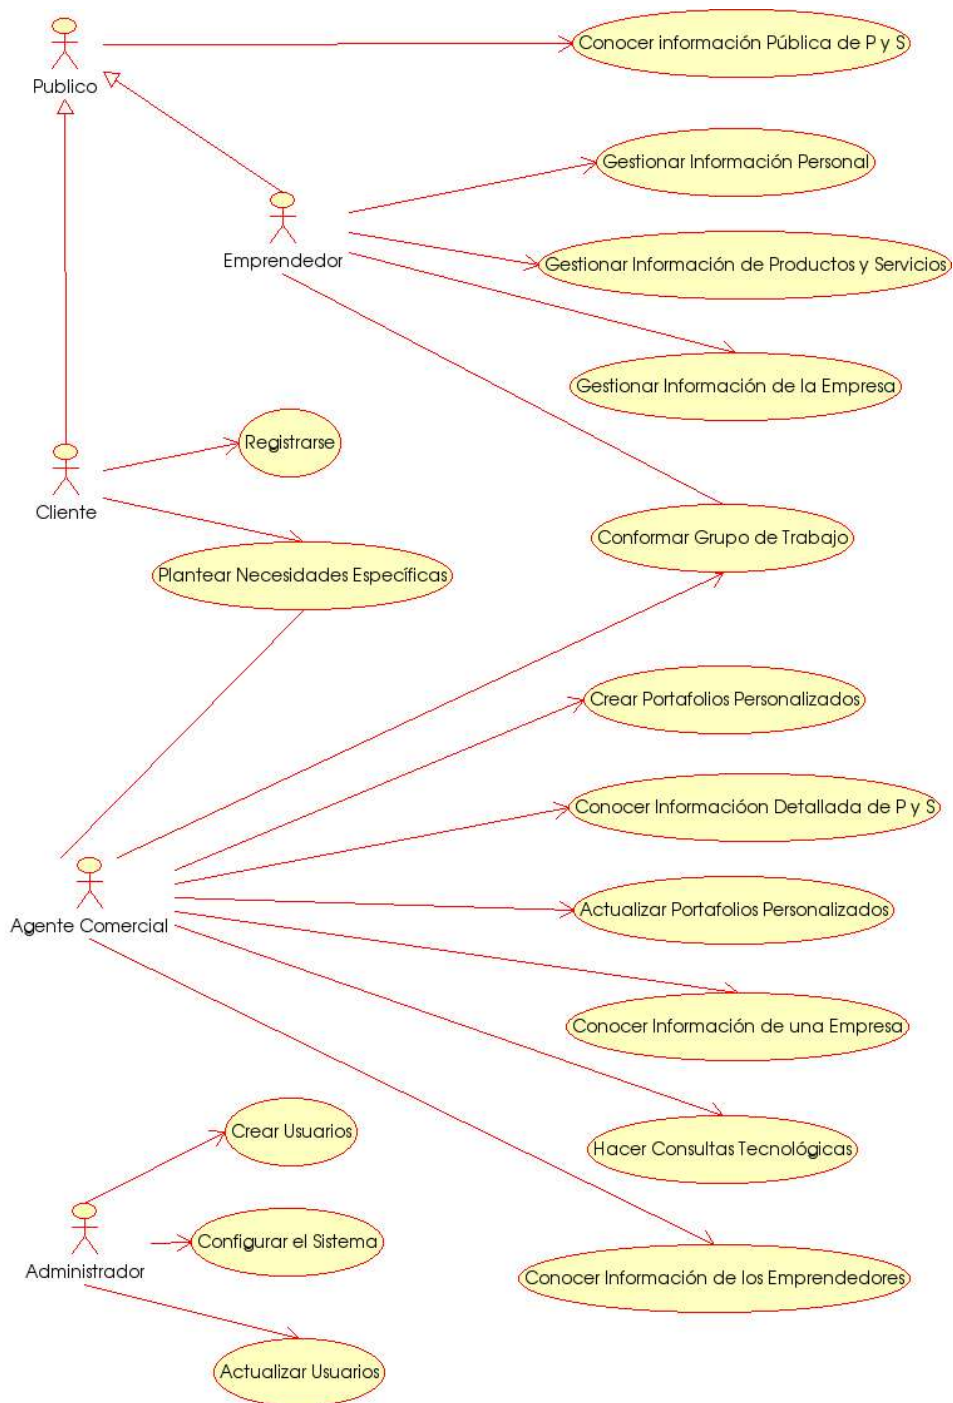 Conocer información Pública de P y S
Publico
Gestionar Información Personal
Emprendedor
Gestionar Información de Productos y Servicios
Gestionar Información de la Empresa
Registrarse
Cliente
Conformar Grupo de Trabajo
Plantear Necesidades Específicas
Crear Portafolios Personalizados
Conocer Informacióon Detallada de P y S
Actualizar Portafolios Personalizados
Agente Comercial
Conocer Información de una Empresa
Crear Usuarios
Hacer Consultas Tecnológicas
Configurar el Sistema
Administrador
Conocer Información de los Emprendedores
Actualizar Usuarios